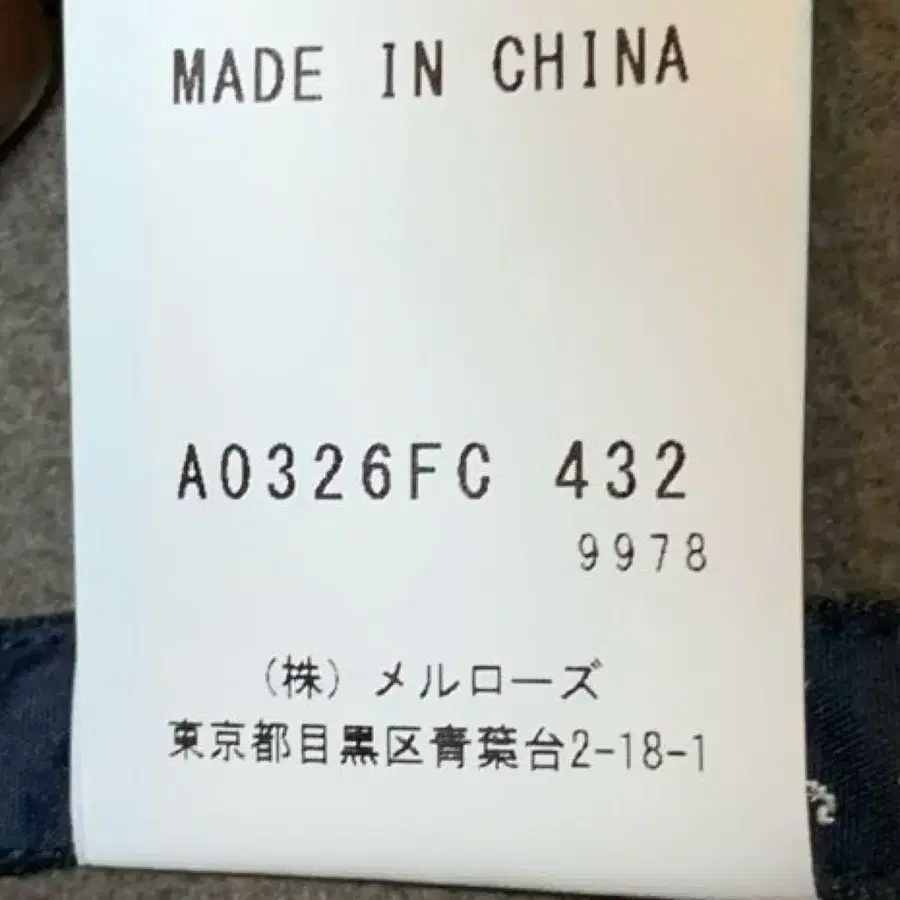 MADE IN CHINA
A0326FC 432
9978
(株)メルローズ
東京都目黒区青葉台2-18-1